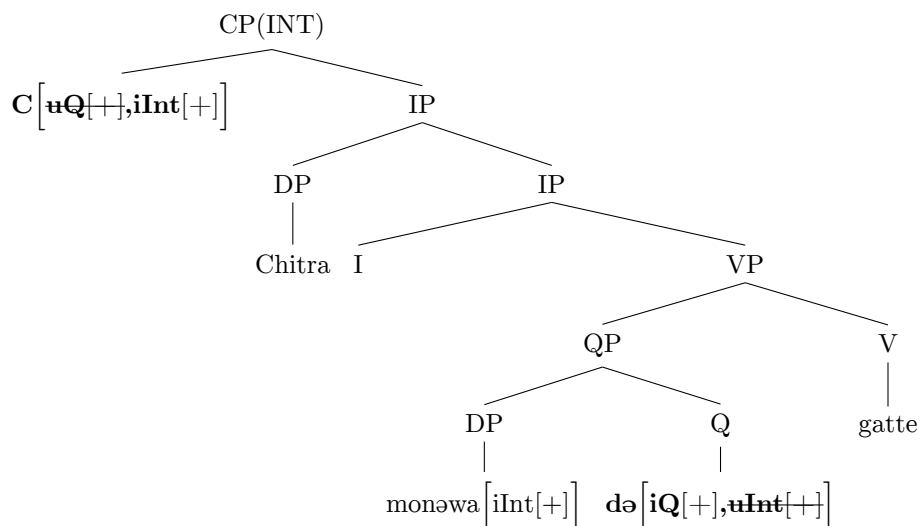 CP(INT)
C[uQ[+],iInt[+]] IP
DP IP
Chitra I VP
QP V
DP Q gatte
monəwa[iInt[+]] də[iQ[+],uInt[+]]